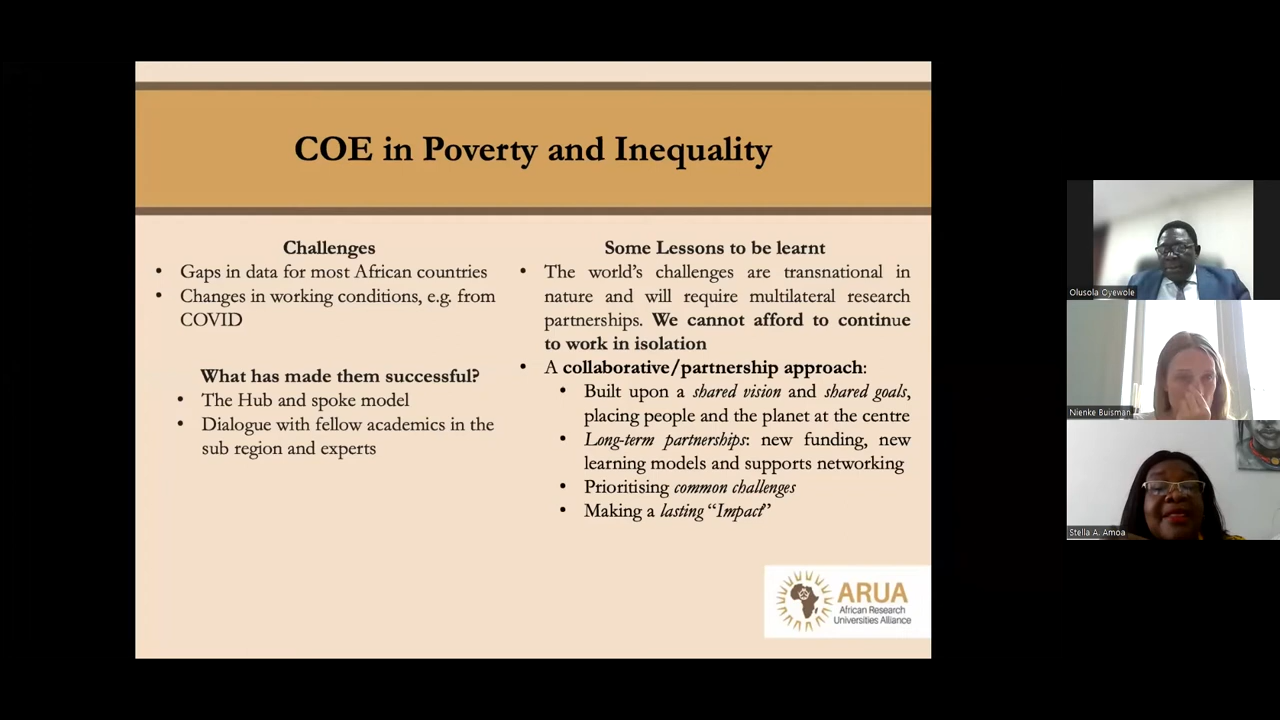 COE in Poverty and Inequality
Challenges
• Gaps in data for most African countries
• Changes in working conditions, e.g. from
COVID
What has made them successful?
• The Hub and spoke model
• Dialogue with fellow academics in the
sub region and experts
Some Lessons to be learnt
• The world's challenges are transnational in
nature and will require multilateral research
partnerships. We cannot afford to continue
to work in isolation
• A collaborative/partnership approach:
• Built upon a shared vision and shared goals,
placing people and the planet at the centre
• Long-term partnerships: new funding, new
learning models and supports networking
• Prioritising common challenges
• Making a lasting “Impact”
ARUA
African Research
Universities Alliance
Olusola Oyewole
Nienke Buisman
Stella A. Amoa